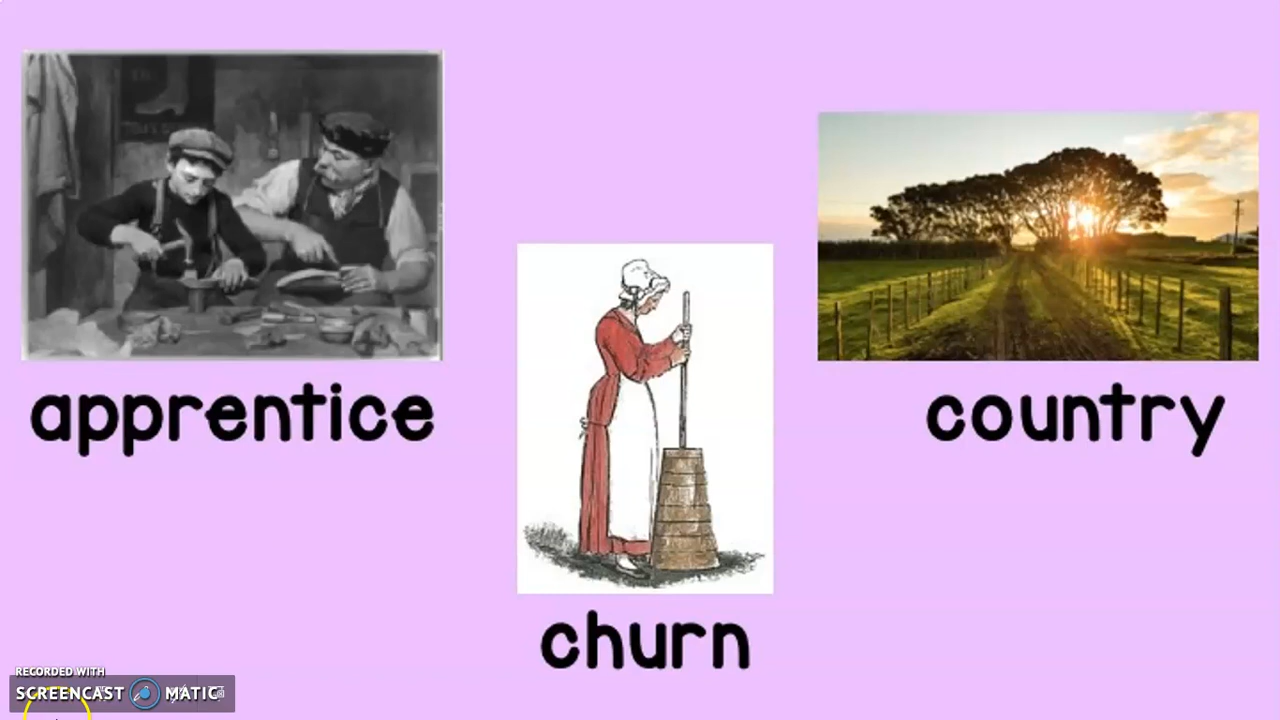 apprentice
country
churn
RECORDED WITH
SCREENCAST MATIC